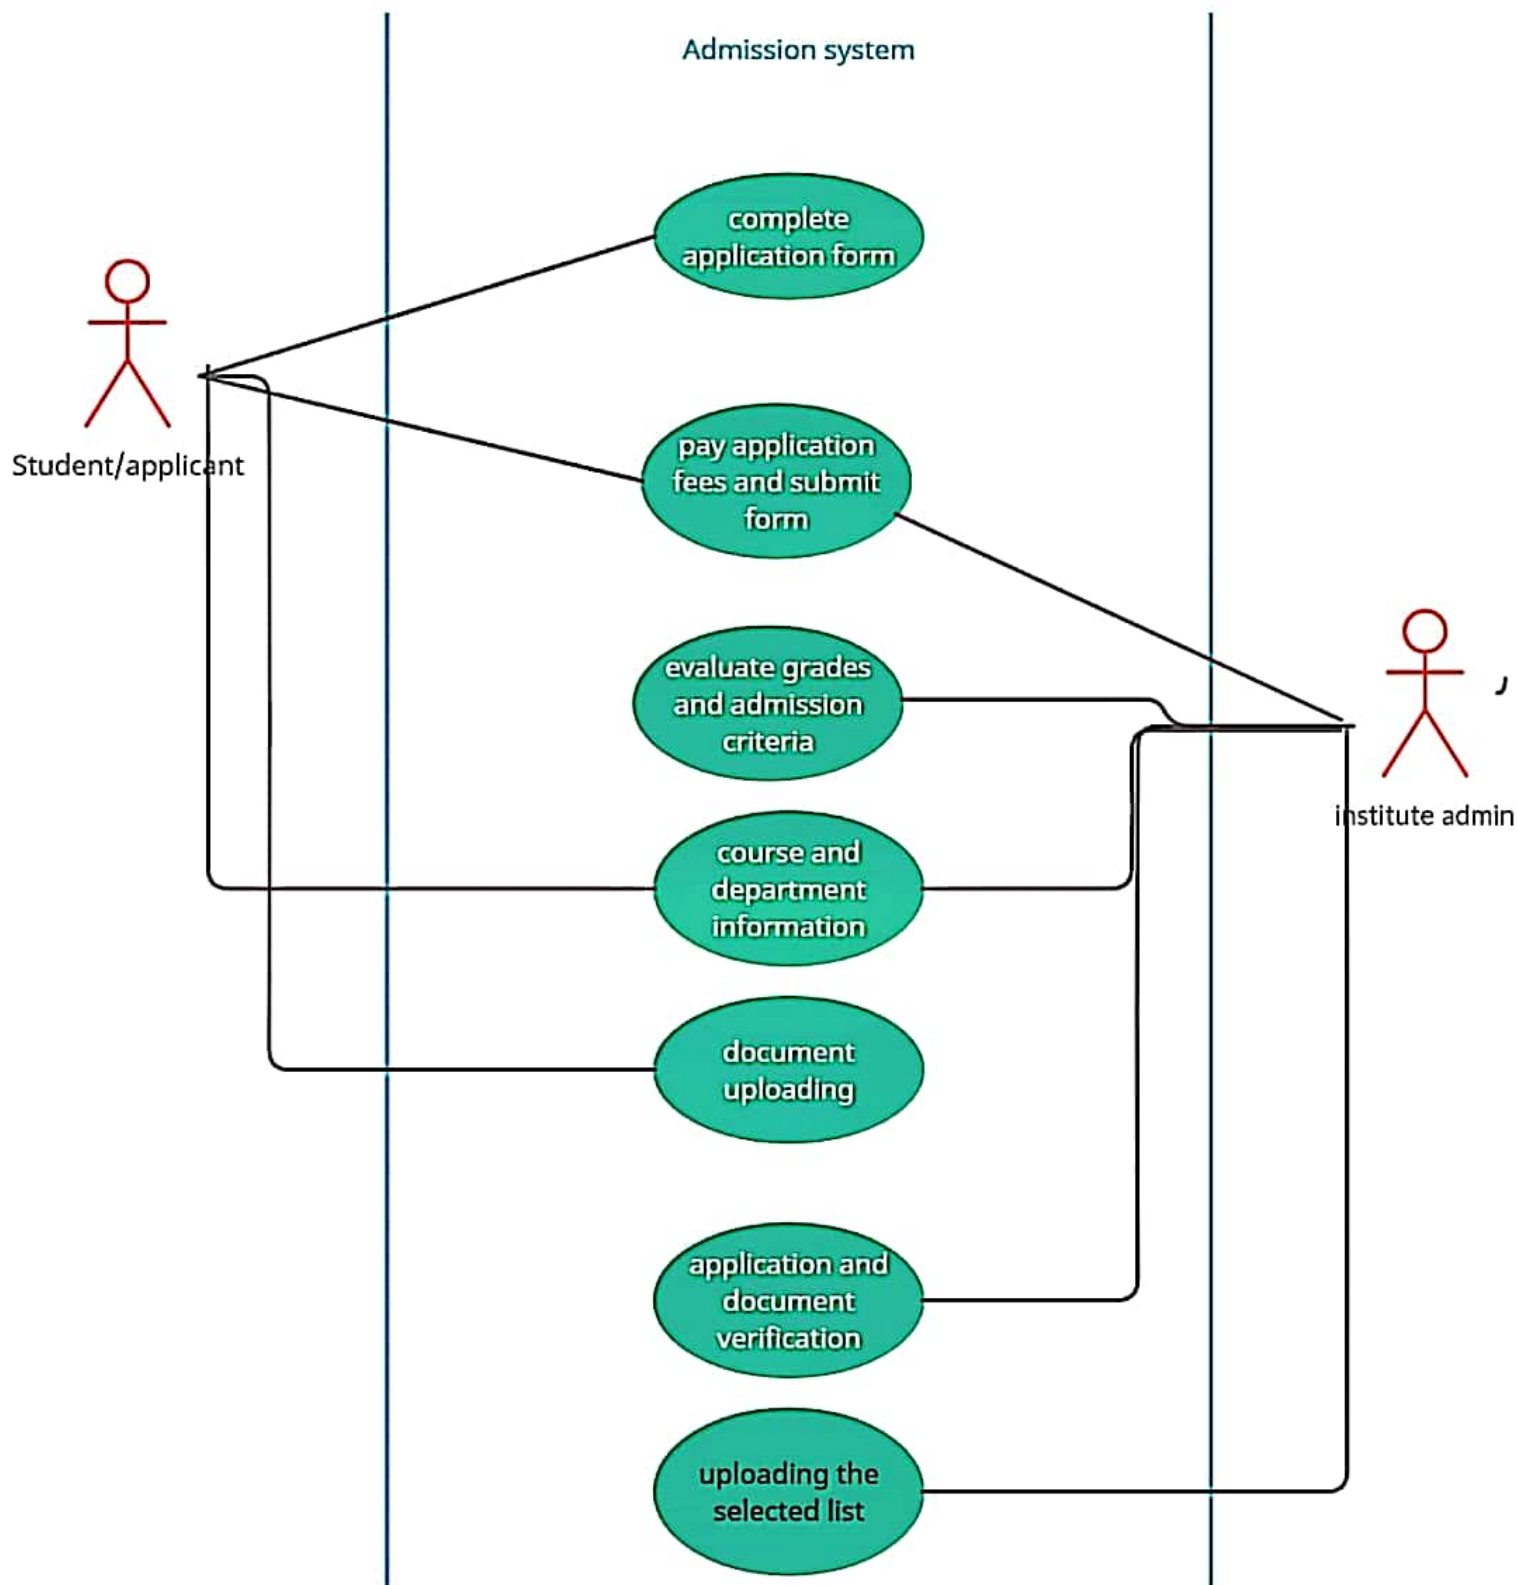 Admission system
complete
application form
Student/applicant
pay application
fees and submit
form
evaluate grades
and admission
criteria
institute admin
course and
department
information
document
uploading
application and
document
verification
uploading the
selected list